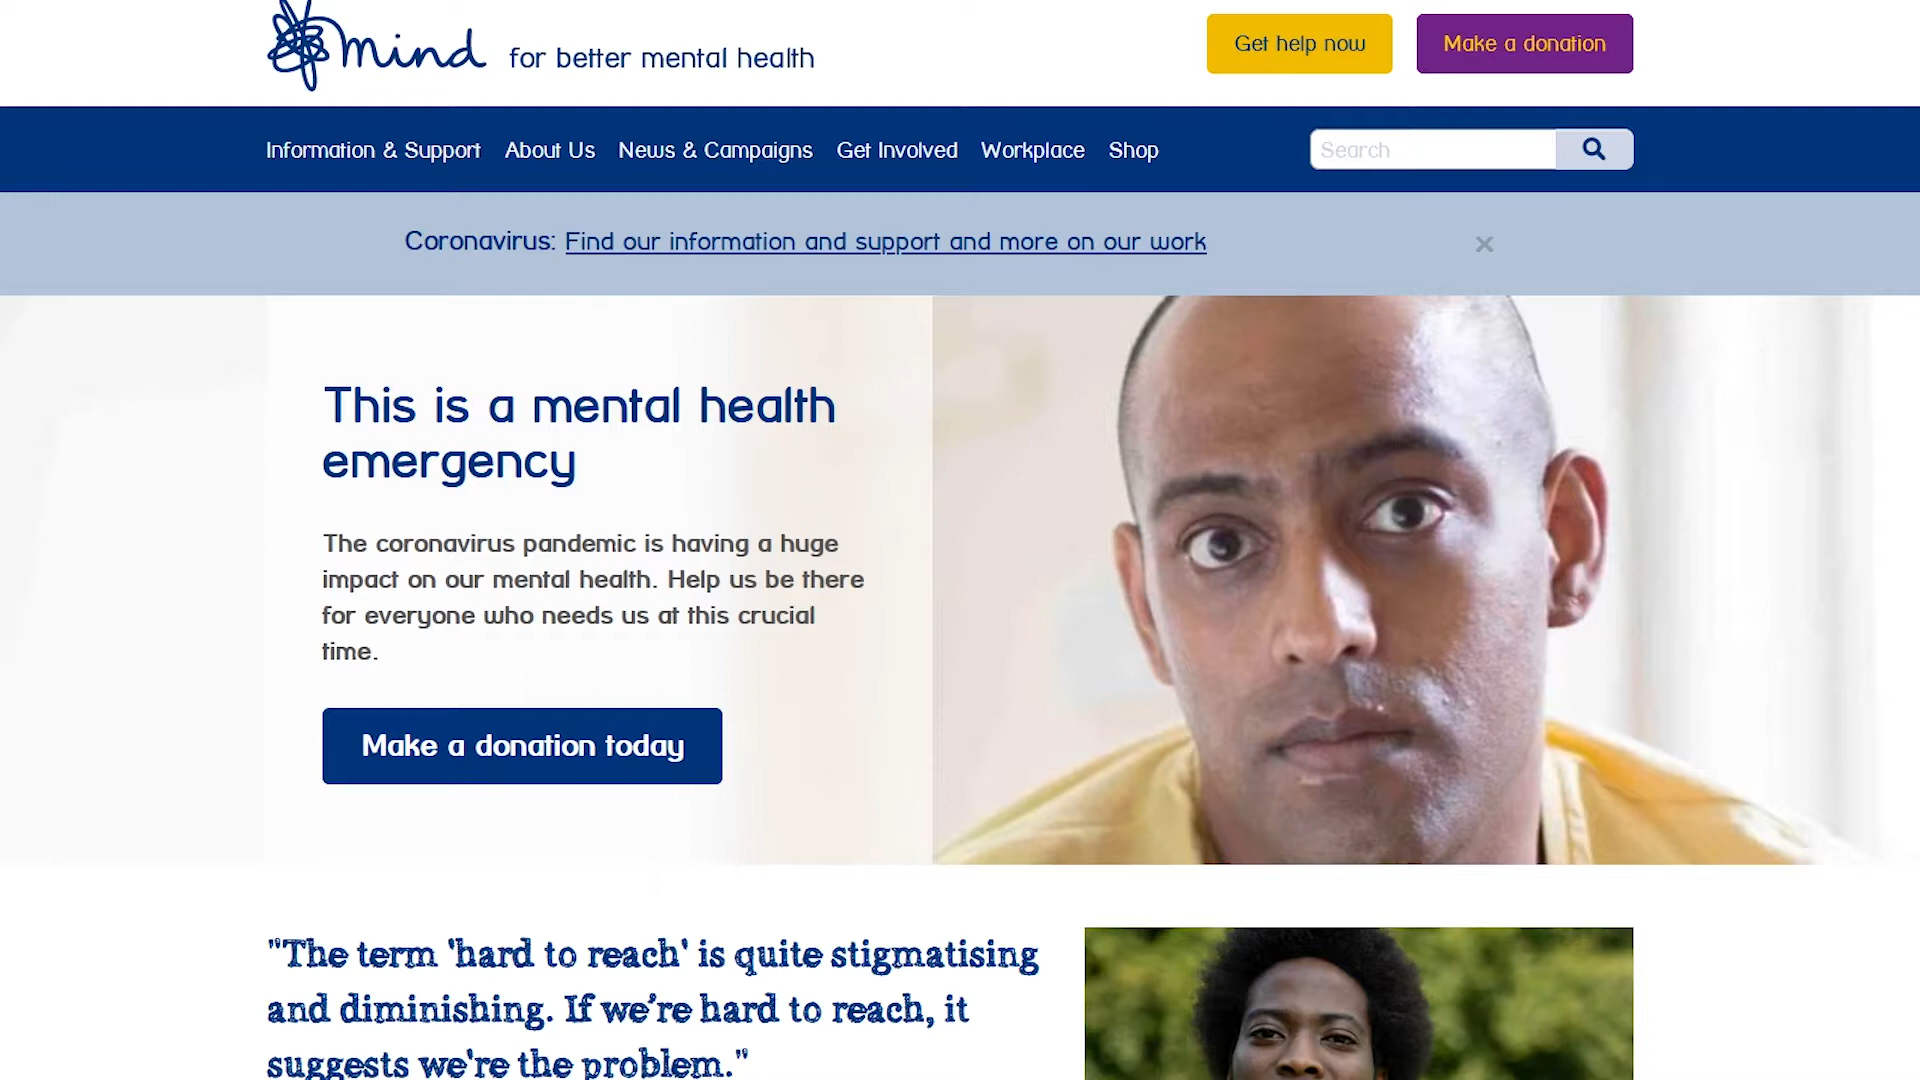 mind for better mental health
Get help now
Make a donation
Information & Support About Us News & Campaigns Get Involved Workplace Shop
Search
Coronavirus: Find our information and support and more on our work
This is a mental health
emergency
The coronavirus pandemic is having a huge
impact on our mental health. Help us be there
for everyone who needs us at this crucial
time.
Make a donation today
"The term 'hard to reach' is quite stigmatising
and diminishing. If we’re hard to reach, it
suggests we're the problem."